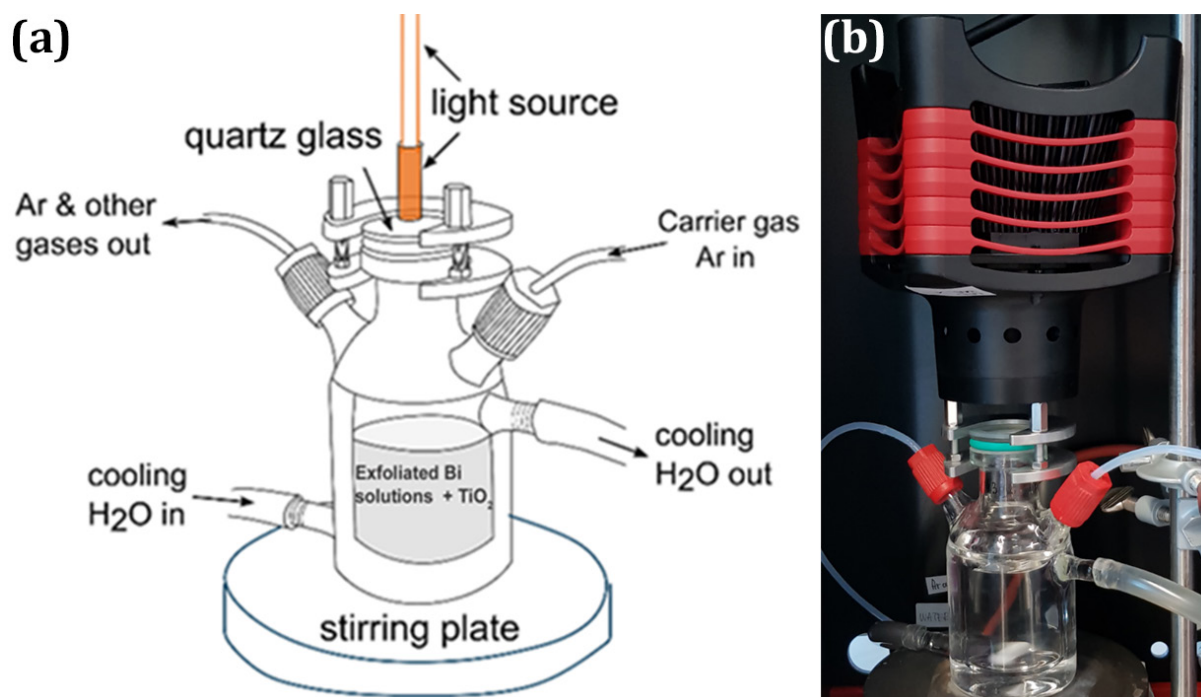 (a)
light source
quartz glass
Ar & other
gases out
Carrier gas
Ar in
cooling
H2O out
Exfoliated Bi
solutions + TiO2
cooling
H2O in
stirring plate
(b)